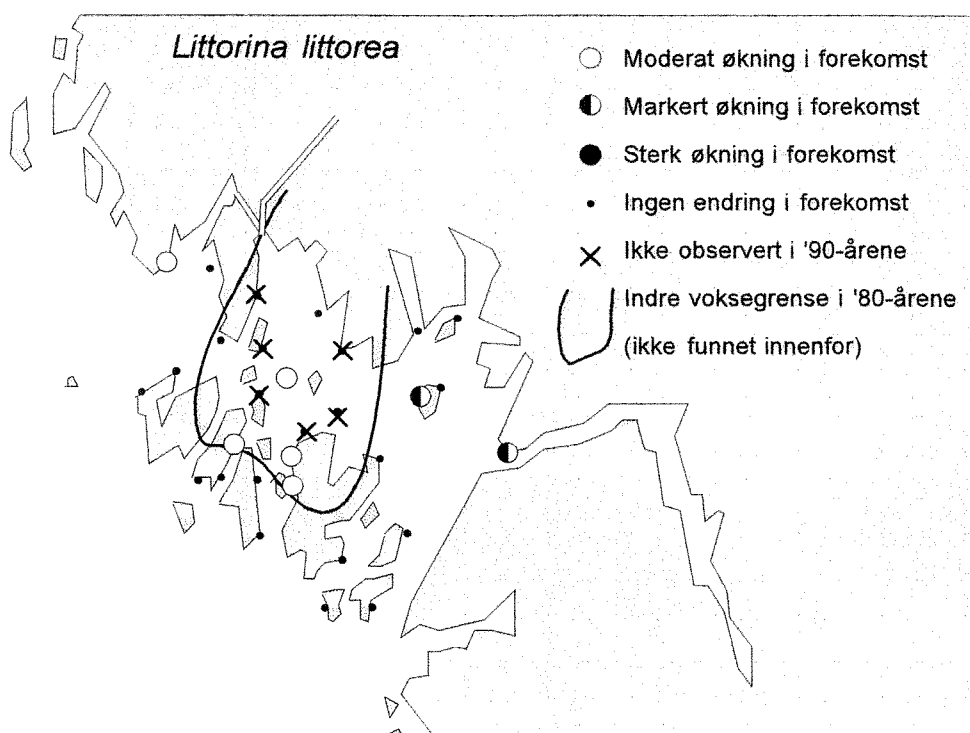 Littorina littorea
Moderat økning i forekomst
Markert økning i forekomst
Sterk økning i forekomst
Ingen endring i forekomst
Ikke observert i '90-årene
Indre voksegrense i '80-årene
(ikke funnet innenfor)